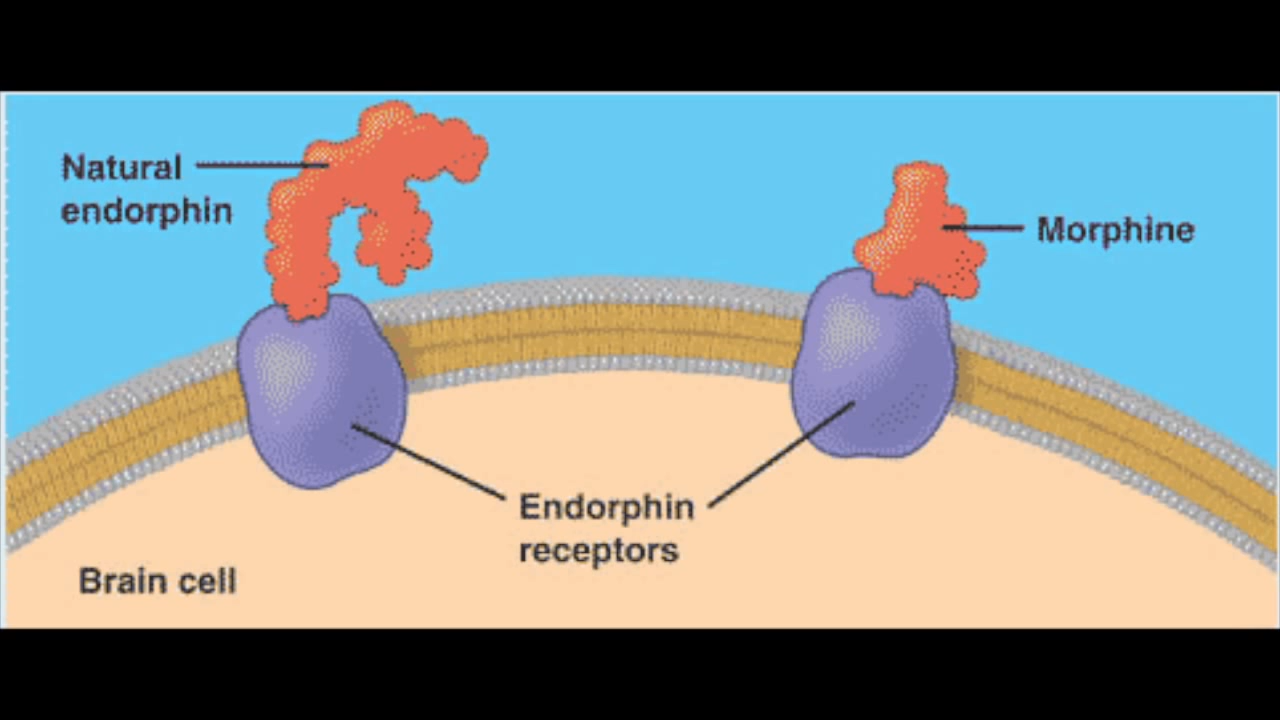 Natural
endorphin
Morphine
Endorphin
receptors
Brain cell